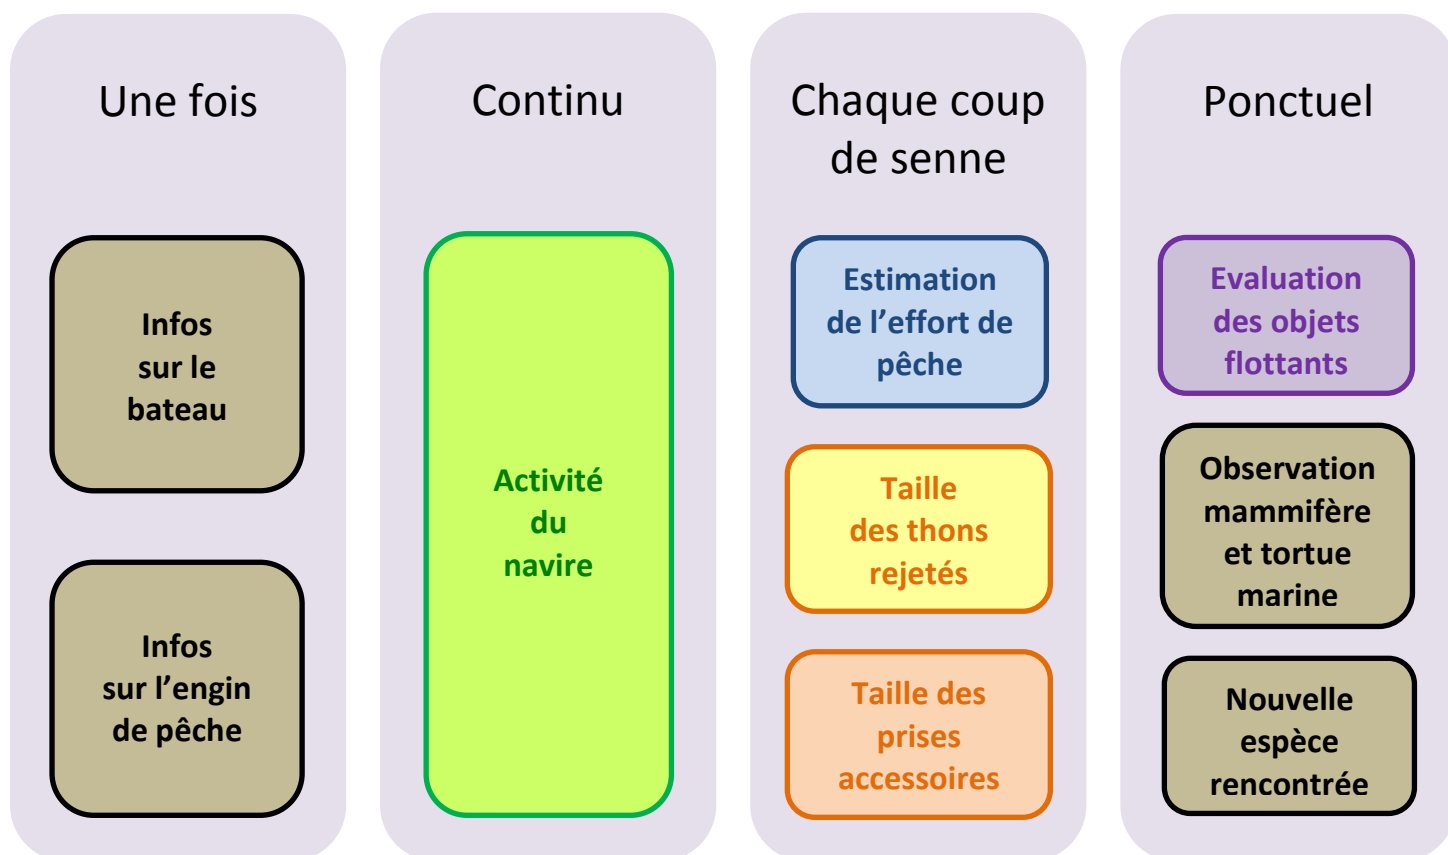 Une fois
Infos
sur le
bateau
Infos
sur l’engin
de pêche
Continu
Activité
du
navire
Chaque coup
de senne
Estimation
de l’effort de
pêche
Taille
des thons
rejetés
Taille des
prises
accessoires
Ponctuel
Evaluation
des objets
flottants
Observation
mammifère
et tortue
marine
Nouvelle
espèce
rencontrée